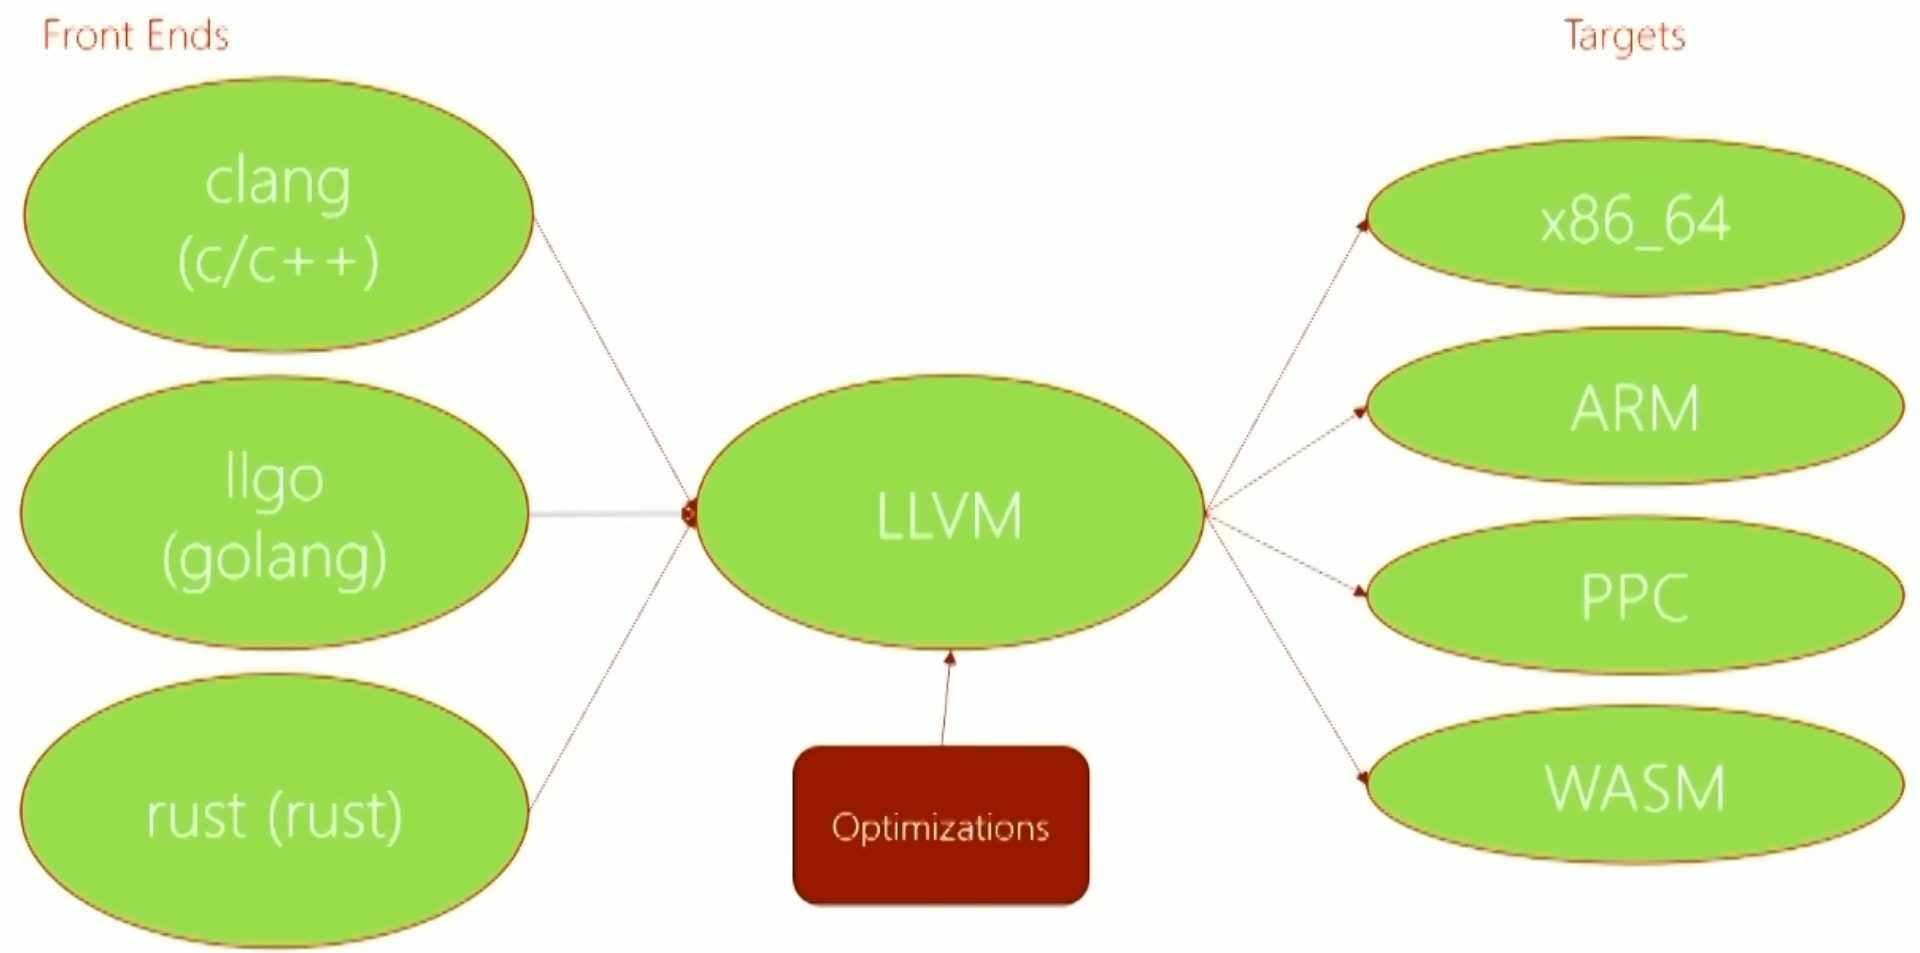 Front Ends
Targets
clang
(c/c++)
llgo
(golang)
rust (rust)
LLVM
Optimizations
x86_64
ARM
PPC
WASM